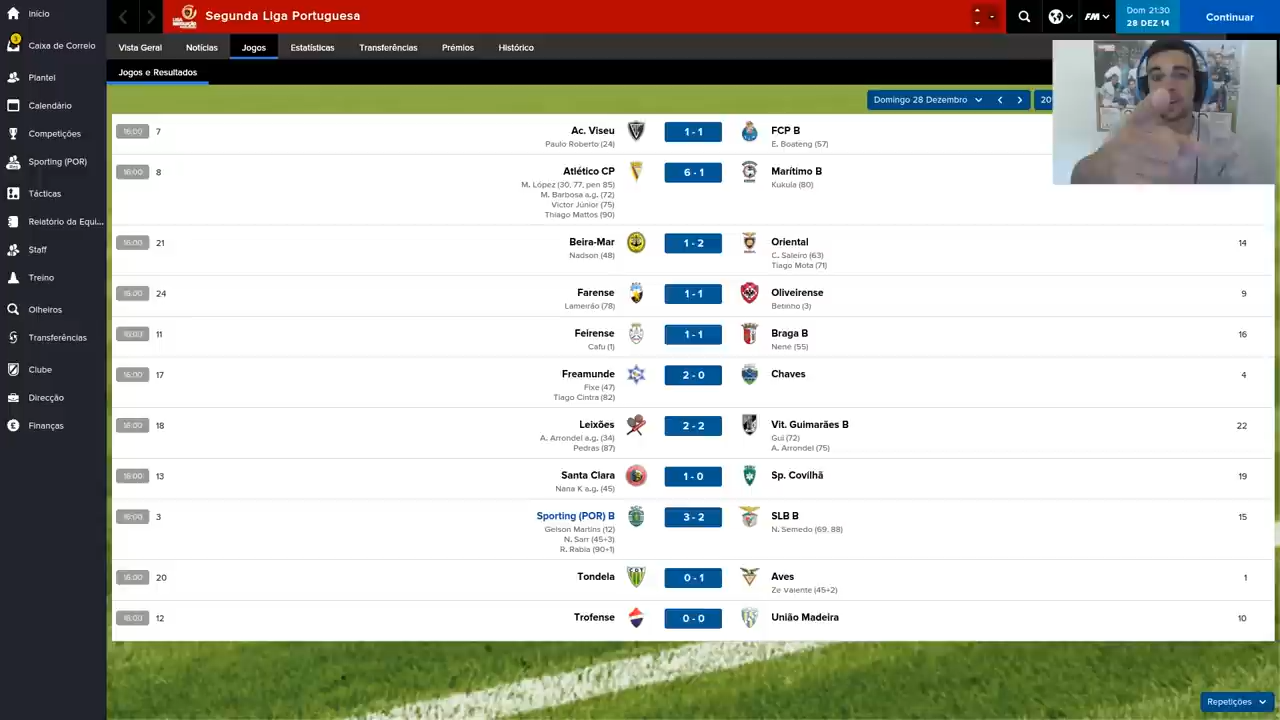 Início
Caixa de Correio
3
Plantel
Calendário
Competições
Sporting (POR)
Tácticas
Relatório da Equi...
Staff
Treino
Olheiros
Transferências
Clube
Direcção
Finanças
Segunda Liga Portuguesa
FM
Dom 21:30
28 DEZ 14
Continuar
Vista Geral Notícias Jogos Estatísticas Transferências Prémios Histórico
Jogos e Resultados
Domingo 28 Dezembro
20
16:00 7 Ac. Viseu 1 - 1 FCP B
Paulo Roberto (24) E. Boateng (57)
16:00 8 Atlético CP 6 - 1 Marítimo B
M. López (30, 77, pen 85) Kukula (80)
M. Barbosa a.g. (72)
Victor Júnior (75)
Thiago Mattos (90)
16:00 21 Beira-Mar 1 - 2 Oriental 14
Nadson (48) C. Saleiro (63)
Tiago Mota (71)
16:00 24 Farense 1 - 1 Oliveirense 9
Lameirão (78) Betinho (3)
16:00 11 Feirense 1 - 1 Braga B 16
Cafu (1) Nené (55)
16:00 17 Freamunde 2 - 0 Chaves 4
Fixe (47)
Tiago Cintra (82)
16:00 18 Leixões 2 - 2 Vit. Guimarães B 22
A. Arrondel a.g. (34) Gui (72)
Pedras (87) A. Arrondel (75)
16:00 13 Santa Clara 1 - 0 Sp. Covilhã 19
Nana K a.g. (45)
16:00 3 Sporting (POR) B 3 - 2 SLB B 15
Gelson Martins (12) N. Semedo (69, 88)
N. Sarr (45+3)
R. Rabia (90+1)
16:00 20 Tondela 0 - 1 Aves 1
Zé Valente (45+2)
16:00 12 Trofense 0 - 0 União Madeira 10
Repetições